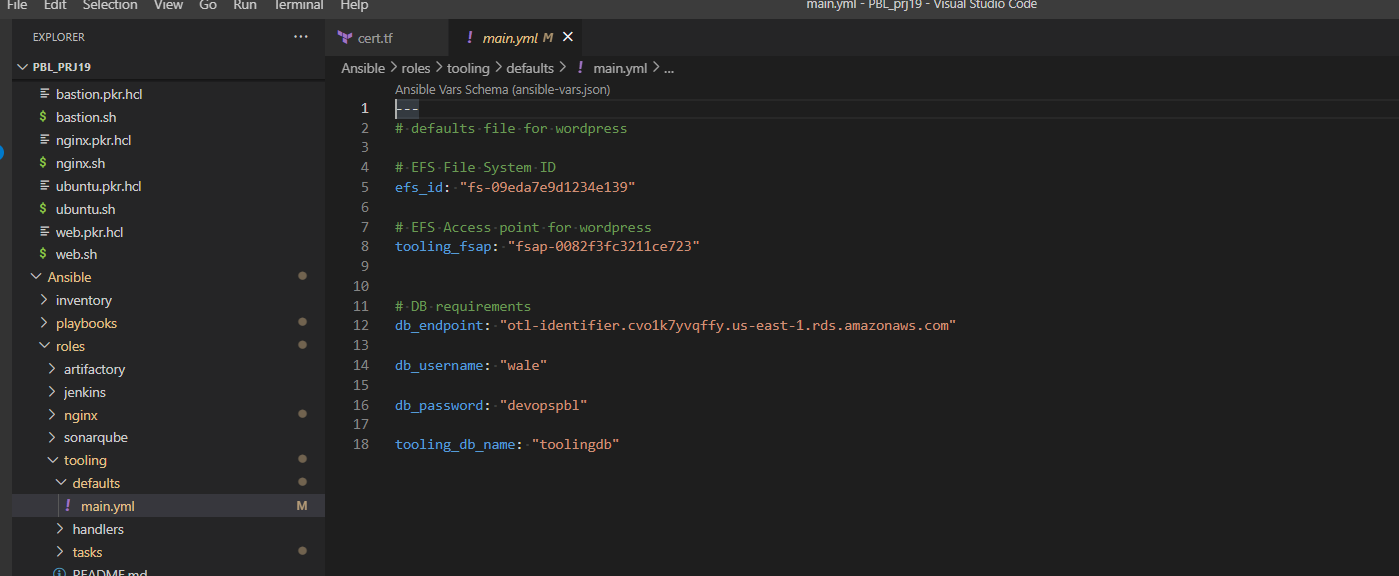 File Edit Selection View Go Run Terminal Help main.yml - PBL_prj19 - Visual Studio Code
EXPLORER
PBL_PRJ19
bastion.pkr.hcl
$ bastion.sh
nginx.pkr.hcl
$ nginx.sh
ubuntu.pkr.hcl
$ ubuntu.sh
web.pkr.hcl
$ web.sh
Ansible
inventory
playbooks
roles
artifactory
jenkins
nginx
sonarqube
tooling
defaults
! main.yml M
handlers
tasks
README.md
cert.tf ! main.yml M
Ansible > roles > tooling > defaults > ! main.yml > ...
Ansible Vars Schema (ansible-vars.json)
1 ---
2 # defaults file for wordpress
3
4 # EFS File System ID
5 efs_id: "fs-09eda7e9d1234e139"
6
7 # EFS Access point for wordpress
8 tooling_fsap: "fsap-0082f3fc3211ce723"
9
10
11 # DB requirements
12 db_endpoint: "otl-identifier.cvo1k7yvqffy.us-east-1.rds.amazonaws.com"
13
14 db_username: "wale"
15
16 db_password: "devopspbl"
17
18 tooling_db_name: "toolingdb"